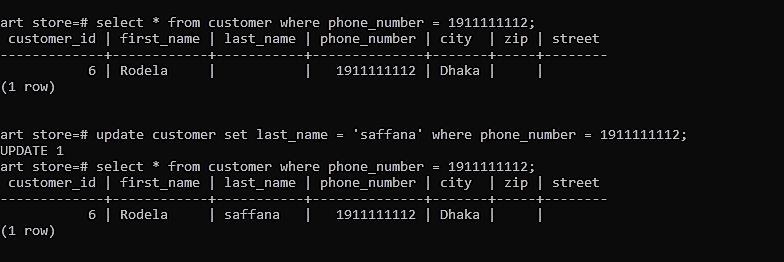 art store=# select * from customer where phone_number = 1911111112;
 customer_id | first_name | last_name | phone_number | city  | zip | street
-------------+------------+-----------+--------------+-------+-----+--------
           6 | Rodela     |           |   1911111112 | Dhaka |     |
(1 row)
art store=# update customer set last_name = 'saffana' where phone_number = 1911111112;
UPDATE 1
art store=# select * from customer where phone_number = 1911111112;
 customer_id | first_name | last_name | phone_number | city  | zip | street
-------------+------------+-----------+--------------+-------+-----+--------
           6 | Rodela     | saffana   |   1911111112 | Dhaka |     |
(1 row)